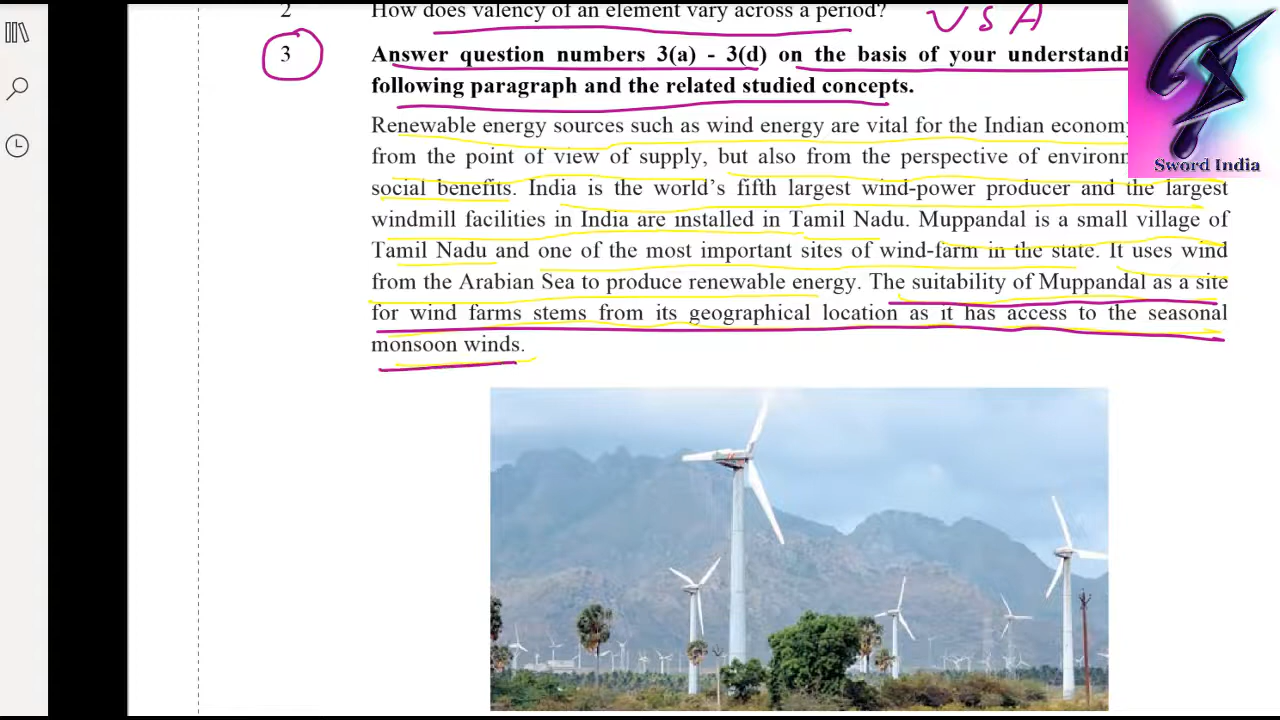 2 How does valency of an element vary across a period? VSA
3 Answer question numbers 3(a) - 3(d) on the basis of your
following paragraph and the related studied concepts.
Renewable energy sources such as wind energy are vital for the Indian
from the point of view of supply, but also from the perspective of
social benefits. India is the world's fifth largest wind-power producer and the largest
windmill facilities in India are installed in Tamil Nadu. Muppandal is a small village of
Tamil Nadu and one of the most important sites of wind-farm in the state. It uses wind
from the Arabian Sea to produce renewable energy. The suitability of Muppandal as a site
for wind farms stems from its geographical location as it has access to the seasonal
monsoon winds.
Sword India